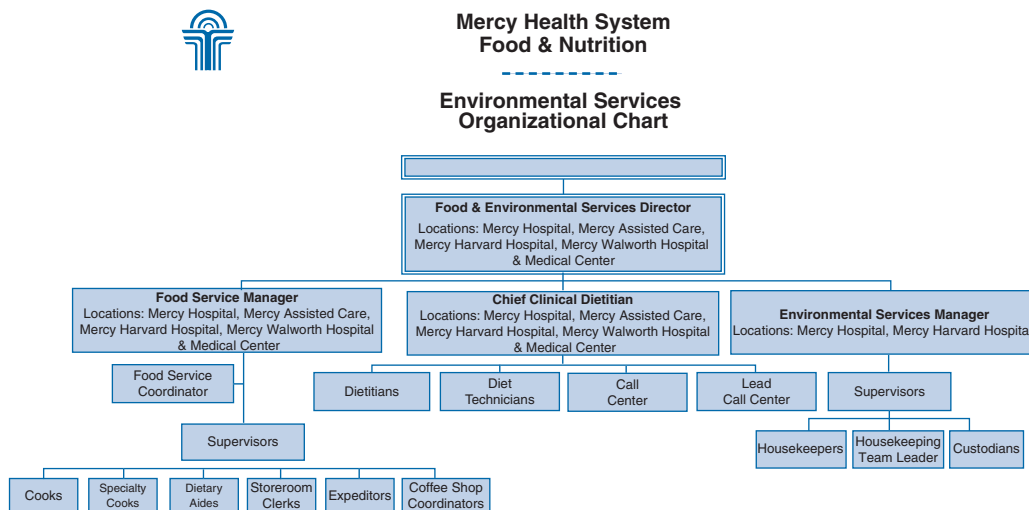 Mercy Health System
Food & Nutrition
Environmental Services
Organizational Chart
Food & Environmental Services Director
Locations: Mercy Hospital, Mercy Assisted Care,
Mercy Harvard Hospital, Mercy Walworth Hospital
& Medical Center
Food Service Manager
Locations: Mercy Hospital, Mercy Assisted Care,
Mercy Harvard Hospital, Mercy Walworth Hospital
& Medical Center
Chief Clinical Dietitian
Locations: Mercy Hospital, Mercy Assisted Care,
Mercy Harvard Hospital, Mercy Walworth Hospital
& Medical Center
Environmental Services Manager
Locations: Mercy Hospital, Mercy Harvard Hospital
Food Service
Coordinator
Dietitians
Diet
Technicians
Call
Center
Lead
Call Center
Supervisors
Supervisors
Housekeepers
Housekeeping
Team Leader
Custodians
Cooks
Specialty
Cooks
Dietary
Aides
Storeroom
Clerks
Expeditors
Coffee Shop
Coordinators